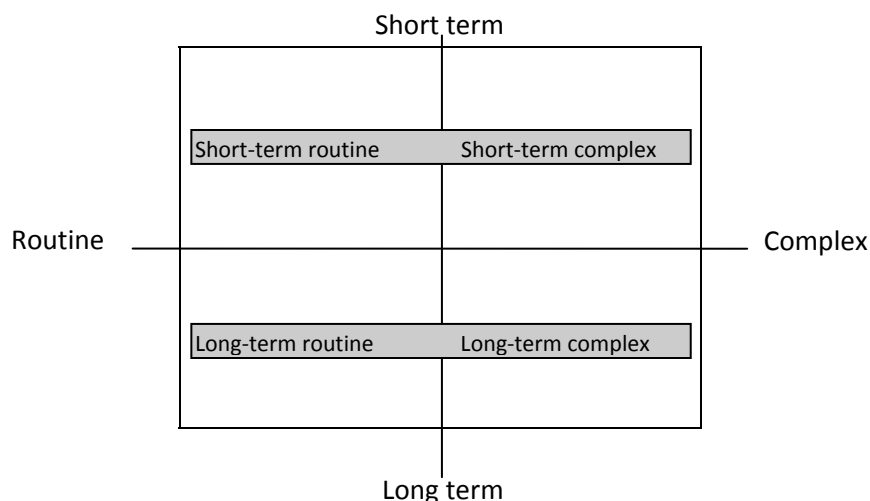 Short term
Short-term routine
Short-term complex
Routine
Complex
Long-term routine
Long-term complex
Long term